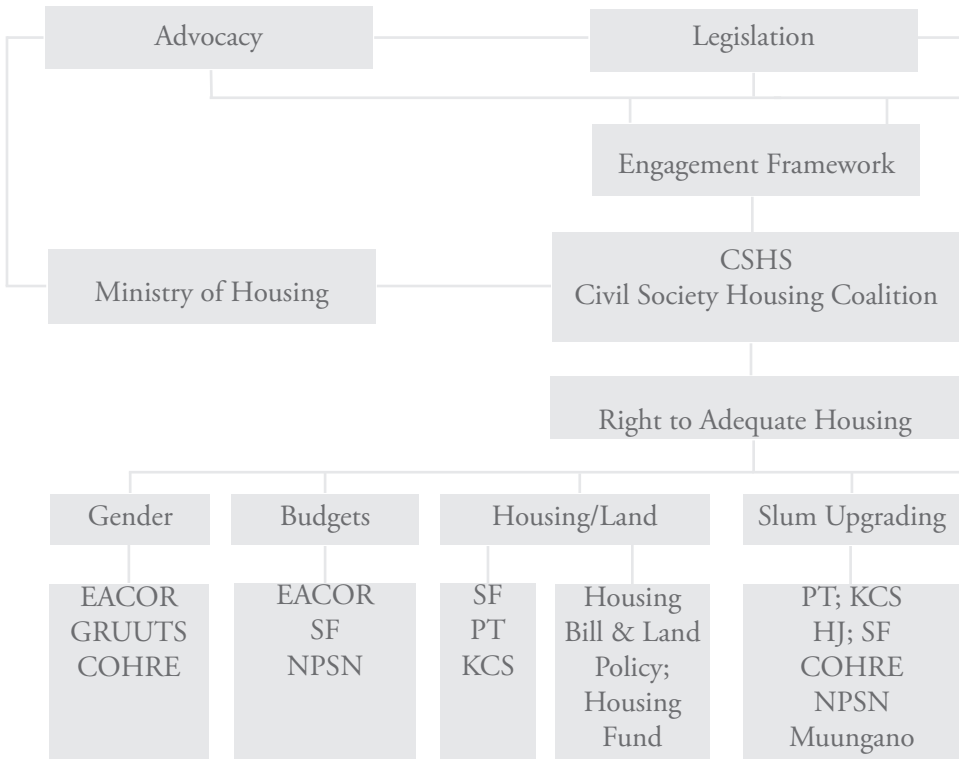 Advocacy
Legislation
Engagement Framework
Ministry of Housing
CSHS
Civil Society Housing Coalition
Right to Adequate Housing
Gender
Budgets
Housing/Land
Slum Upgrading
EACOR
GRUUTS
COHRE
EACOR
SF
NPSN
SF
PT
KCS
Housing
Bill & Land
Policy;
Housing
Fund
PT; KCS
HJ; SF
COHRE
NPSN
Muungano